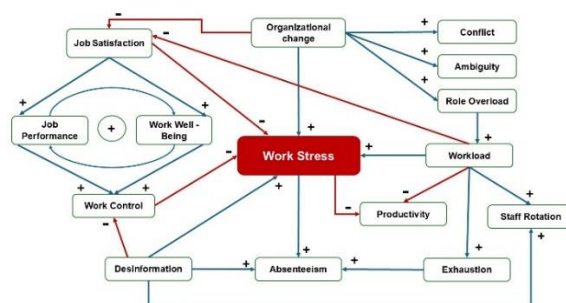 Organizational
change
Conflict
Job Satisfaction
Ambiguity
Role Overload
Job
Performance
Work Well -
Being
Work Stress
Workload
Work Control
Productivity
Staff Rotation
Desinformation
Absenteeism
Exhaustion
-
-
+
+
+
+
+
+
+
-
+
+
-
+
-
+
+
-
+
+
-
-
+
+
+
+
+